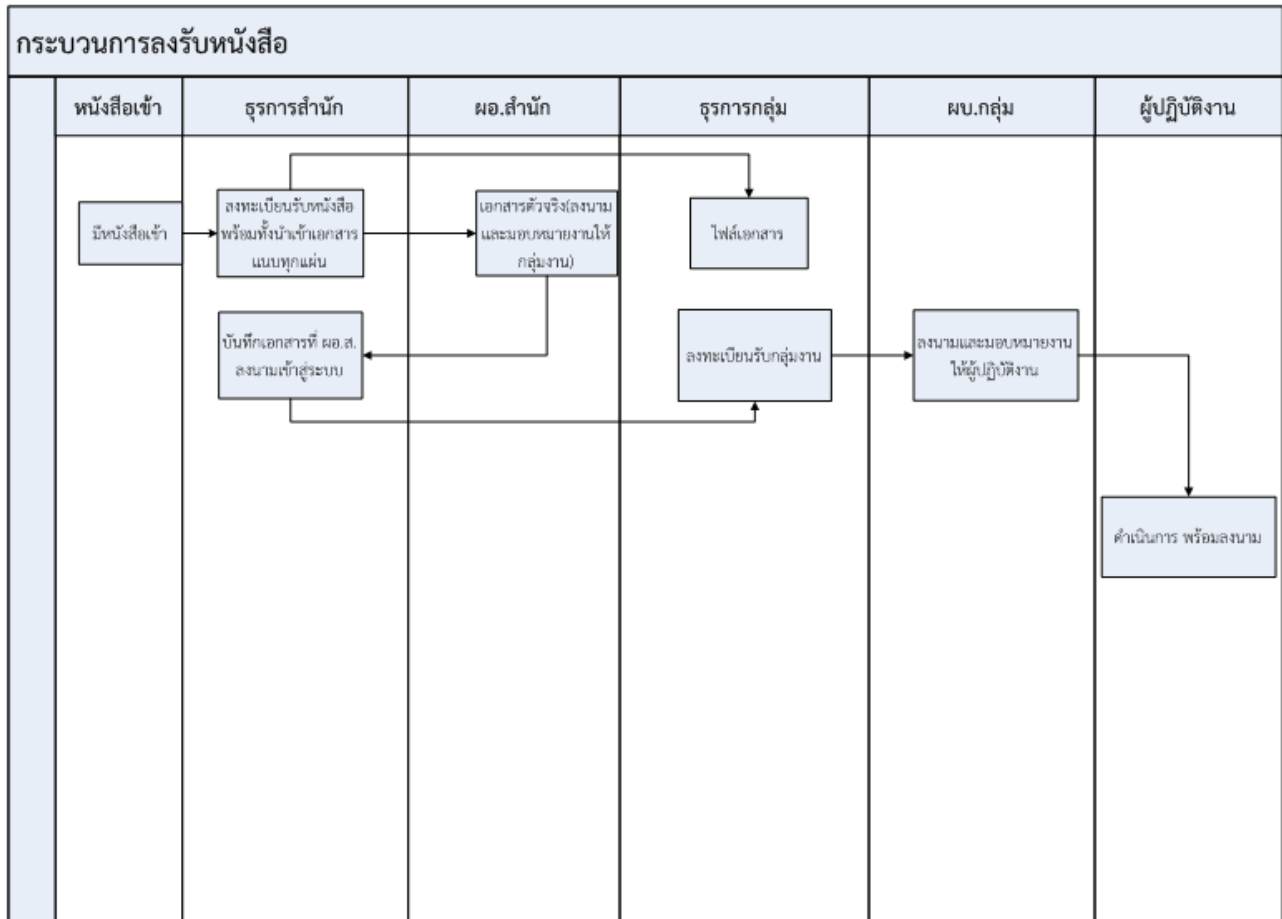 กระบวนการลงรับหนังสือ
หนังสือเข้า
ธุรการสำนัก
ผอ.สำนัก
ธุรการกลุ่ม
ผบ.กลุ่ม
ผู้ปฏิบัติงาน
มีหนังสือเข้า
ลงทะเบียนรับหนังสือ
พร้อมทั้งนำเข้าเอกสาร
แนบทุกแผ่น
เอกสารตัวจริง(ลงนาม
และมอบหมายงานให้
กลุ่มงาน)
ไฟล์เอกสาร
บันทึกเอกสารที่ ผอ.ส.
ลงนามเข้าสู่ระบบ
ลงทะเบียนรับกลุ่มงาน
ลงนามและมอบหมายงาน
ให้ผู้ปฏิบัติงาน
ดำเนินการ พร้อมลงนาม